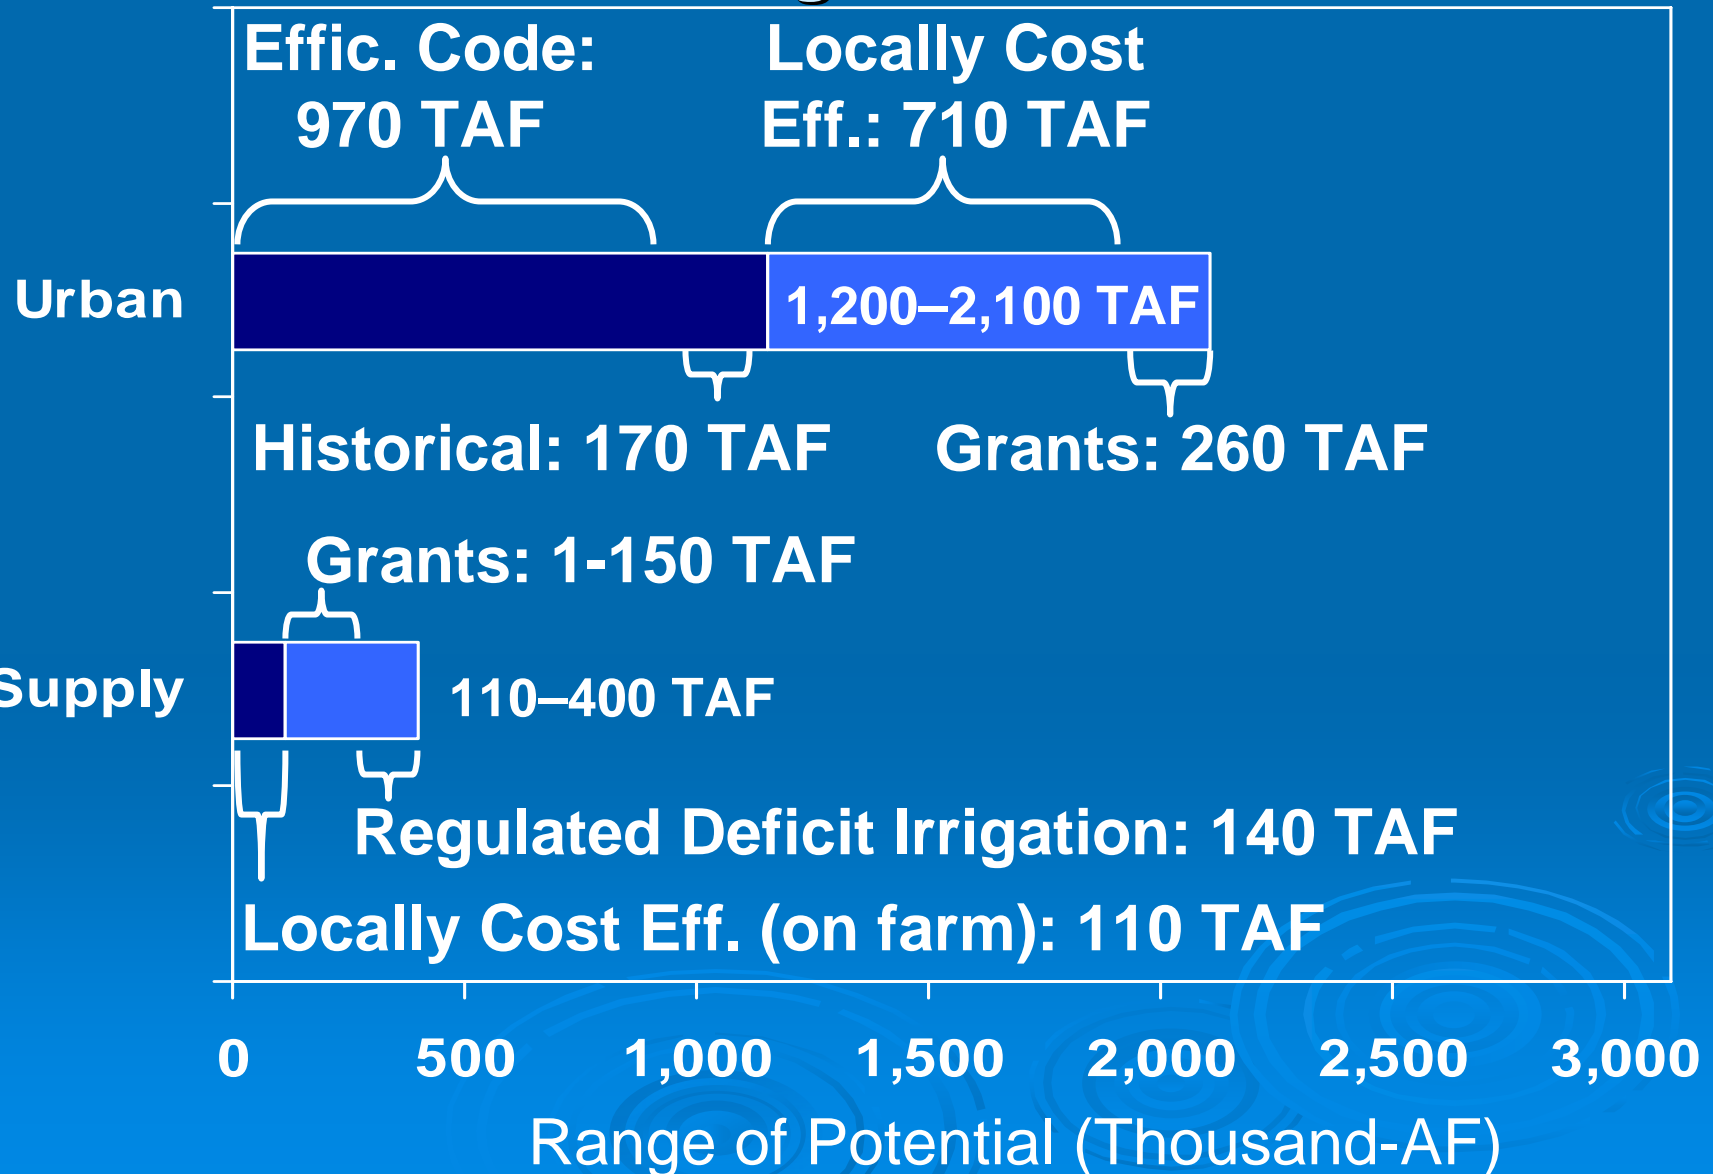 Effic. Code:
970 TAF
Locally Cost
Eff.: 710 TAF
Urban
1,200–2,100 TAF
Historical: 170 TAF
Grants: 260 TAF
Grants: 1-150 TAF
Supply
110–400 TAF
Regulated Deficit Irrigation: 140 TAF
Locally Cost Eff. (on farm): 110 TAF
0 500 1,000 1,500 2,000 2,500 3,000
Range of Potential (Thousand-AF)